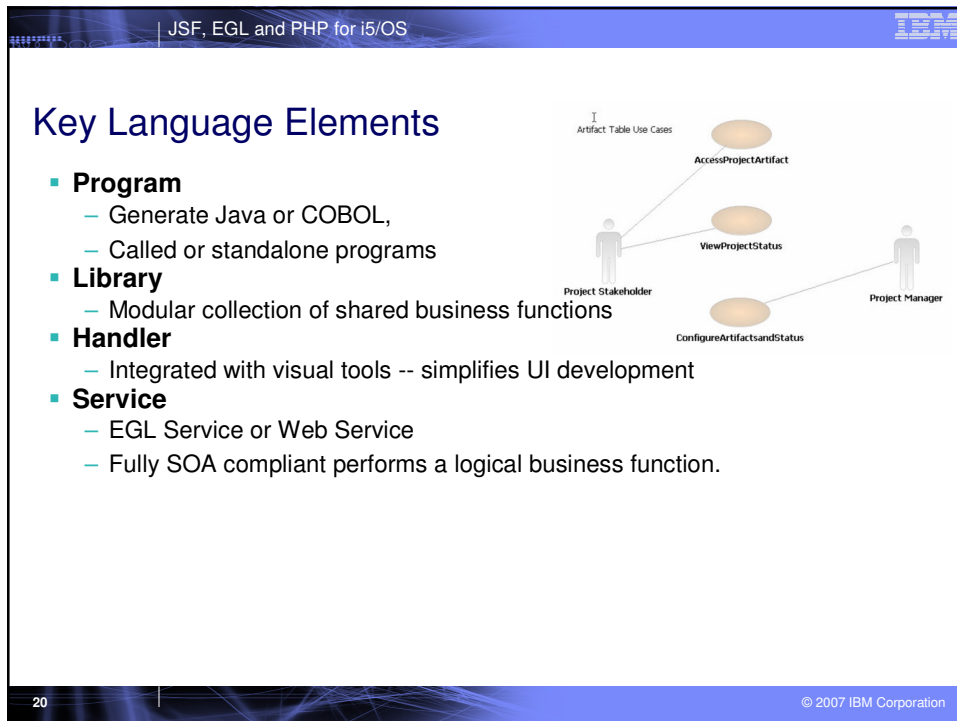 JSF, EGL and PHP for i5/OS
IBM
Key Language Elements
Artifact Table Use Cases
AccessProjectArtifact
ViewProjectStatus
Project Stakeholder
Project Manager
ConfigureArtifactsandStatus
▪ Program
– Generate Java or COBOL,
– Called or standalone programs
▪ Library
– Modular collection of shared business functions
▪ Handler
– Integrated with visual tools -- simplifies UI development
▪ Service
– EGL Service or Web Service
– Fully SOA compliant performs a logical business function.
20
© 2007 IBM Corporation